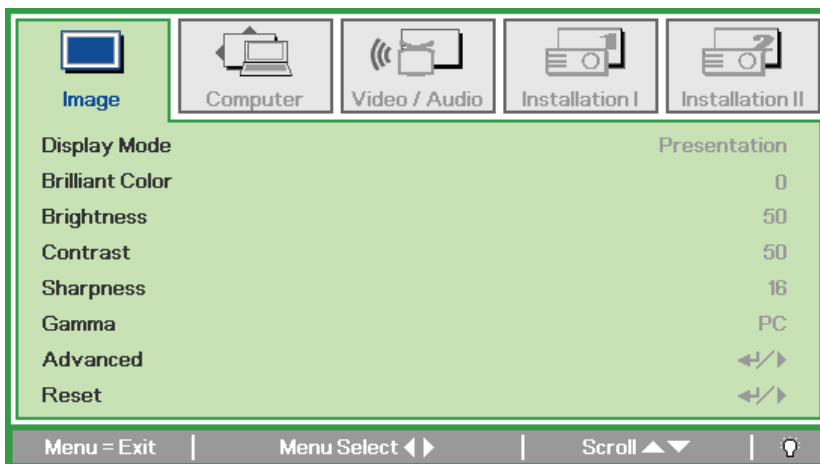 Image Computer Video / Audio Installation I Installation II
Display Mode Presentation
Brilliant Color 0
Brightness 50
Contrast 50
Sharpness 16
Gamma PC
Advanced ↵/▶
Reset ↵/▶
Menu = Exit | Menu Select ◀▶ | Scroll ▲▼ |